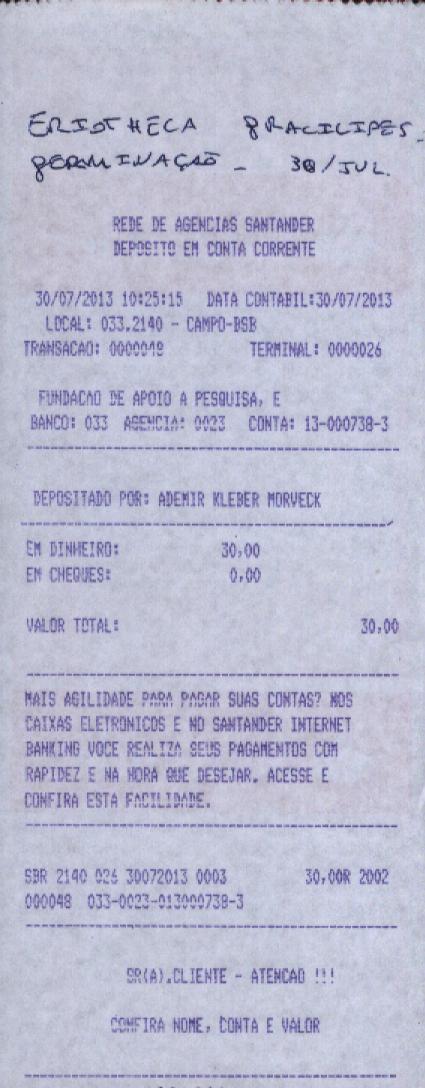 ERIOTHECA GRACILIPES -
GERMINAÇÃO - 30/JUL.
REDE DE AGENCIAS SANTANDER
DEPOSITO EM CONTA CORRENTE
30/07/2013 10:25:15 DATA CONTABIL:30/07/2013
LOCAL: 033.2140 - CAMPO-BSB
TRANSACAO: 0000048 TERMINAL: 0000026
FUNDACAO DE APOIO A PESQUISA, E
BANCO: 033 AGENCIA: 0023 CONTA: 13-000738-3
DEPOSITADO POR: ADEMIR KLEBER MORVECK
EM DINHEIRO: 30,00
EM CHEQUES: 0,00
VALOR TOTAL: 30,00
MAIS AGILIDADE PARA PAGAR SUAS CONTAS? NOS
CAIXAS ELETRONICOS E NO SANTANDER INTERNET
BANKING VOCE REALIZA SEUS PAGAMENTOS COM
RAPIDEZ E NA HORA QUE DESEJAR. ACESSE E
CONFIRA ESTA FACILIDADE.
SBR 2140 026 30072013 0003 30,00R 2002
000048 033-0023-013000738-3
SR(A).CLIENTE - ATENCAO !!!
CONFIRA NOME, CONTA E VALOR